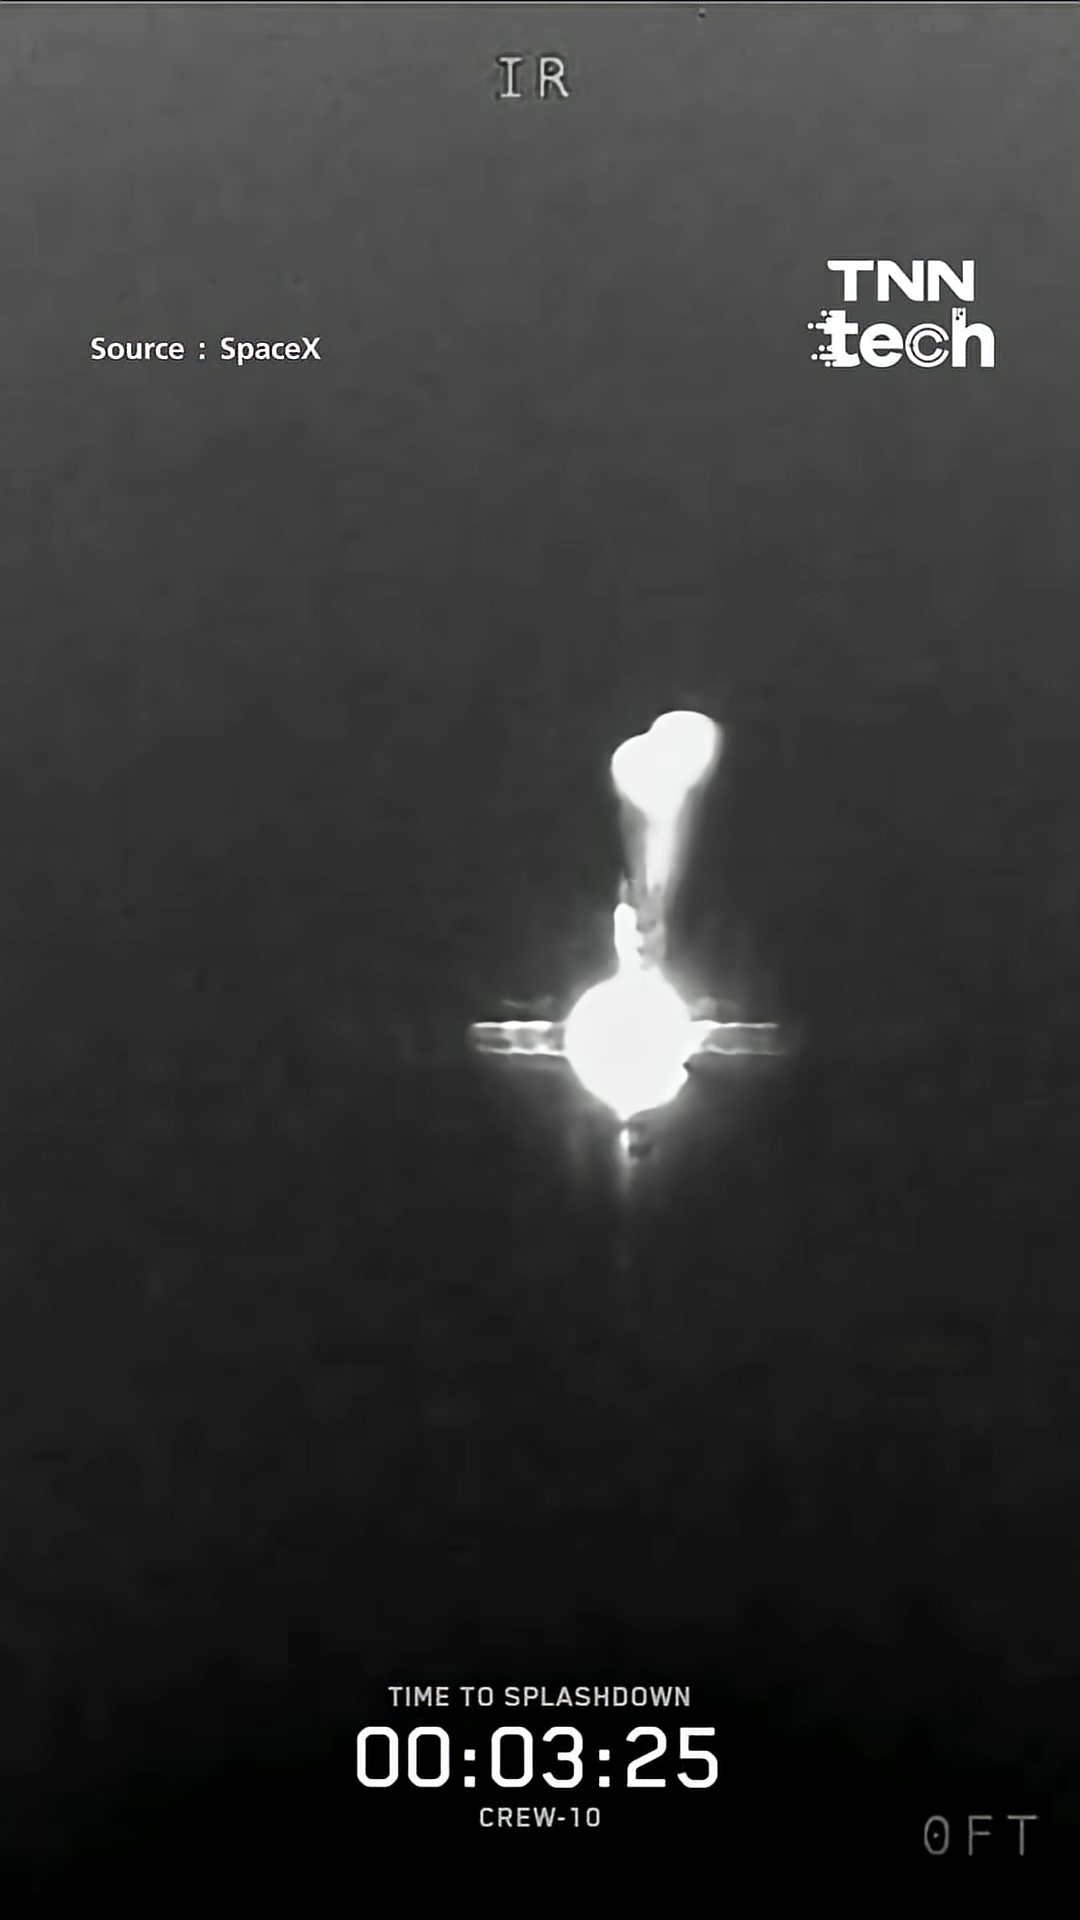 IR
TNN
tech
Source : SpaceX
TIME TO SPLASHDOWN
00:03:25
CREW-10
0FT